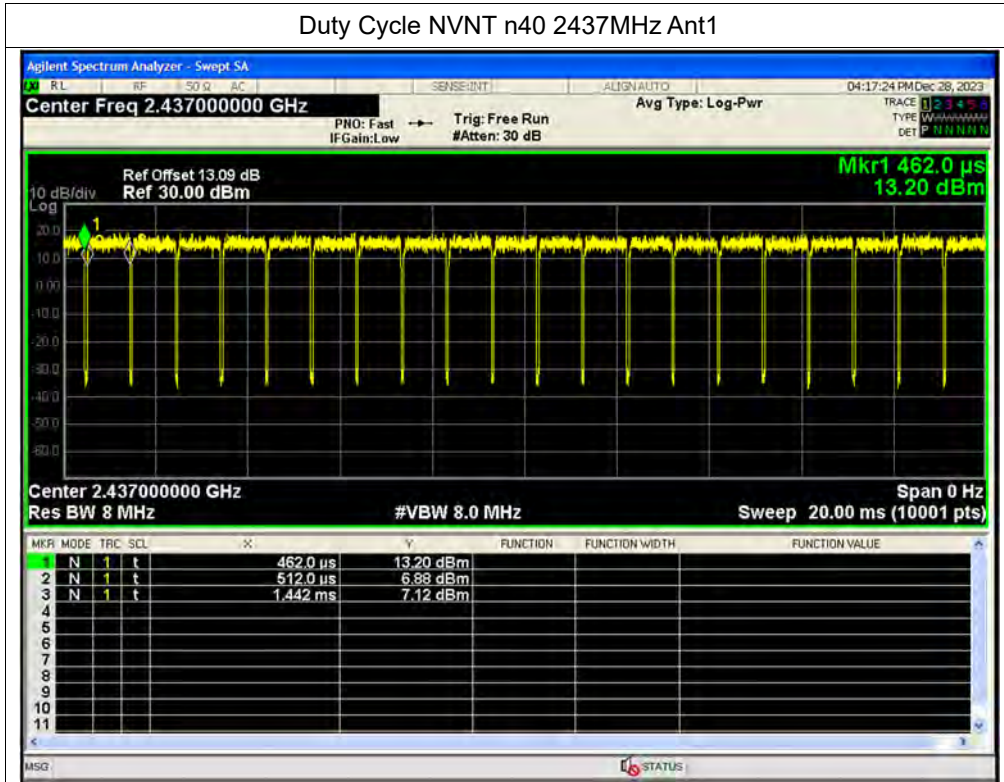 Duty Cycle NVNT n40 2437MHz Ant1
Agilent Spectrum Analyzer - Swept SA
LXI RL RF 50 Ω AC SENSE:INT ALIGN AUTO 04:17:24 PM Dec 28, 2023
Center Freq 2.437000000 GHz Avg Type: Log-Pwr TRACE 1 2 3 4 5 6
PNO: Fast Trig: Free Run TYPE W
IFGain:Low #Atten: 30 dB DET P N N N N N
Mkr1 462.0 µs
Ref Offset 13.09 dB
10 dB/div Ref 30.00 dBm 13.20 dBm
Log
20.0
1
10.0
0.00
-10.0
-20.0
-30.0
-40.0
-50.0
-60.0
Center 2.437000000 GHz Span 0 Hz
Res BW 8 MHz #VBW 8.0 MHz Sweep 20.00 ms (10001 pts)
MKR MODE TRC SCL X Y FUNCTION FUNCTION WIDTH FUNCTION VALUE
1 N 1 t 462.0 µs 13.20 dBm
2 N 1 t 512.0 µs 6.88 dBm
3 N 1 t 1.442 ms 7.12 dBm
4
5
6
7
8
9
10
11
MSG STATUS